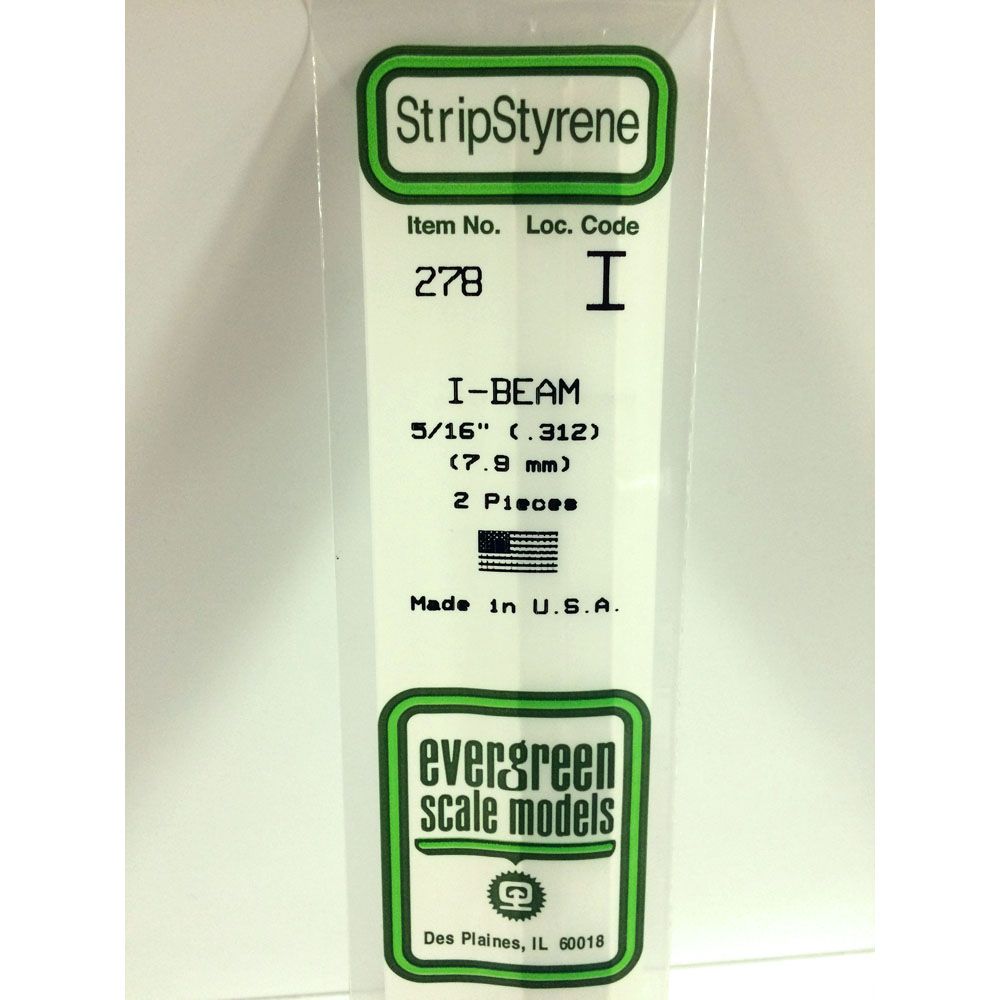 StripStyrene
Item No. Loc. Code
278 I
I-BEAM
5/16" (.312)
(7.9 mm)
2 Pieces
Made in U.S.A.
evergreen
scale models
Des Plaines, IL 60018